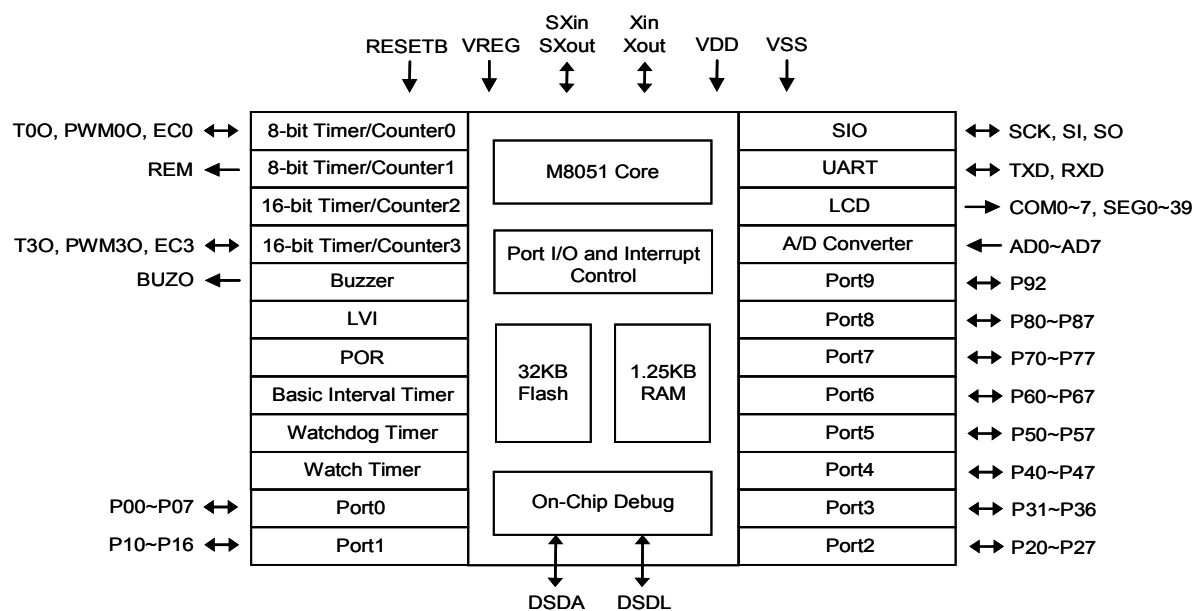 SXin Xin
RESETB VREG SXout Xout VDD VSS
T0O, PWM0O, EC0 8-bit Timer/Counter0 SIO SCK, SI, SO
M8051 Core
REM 8-bit Timer/Counter1 UART TXD, RXD
16-bit Timer/Counter2 LCD COM0~7, SEG0~39
T3O, PWM3O, EC3 16-bit Timer/Counter3 A/D Converter AD0~AD7
Port I/O and Interrupt
Control
BUZO Buzzer Port9 P92
LVI Port8 P80~P87
POR Port7 P70~P77
32KB 1.25KB
Flash RAM
Basic Interval Timer Port6 P60~P67
Watchdog Timer Port5 P50~P57
Watch Timer Port4 P40~P47
On-Chip Debug
P00~P07 Port0 Port3 P31~P36
P10~P16 Port1 Port2 P20~P27
DSDA DSDL